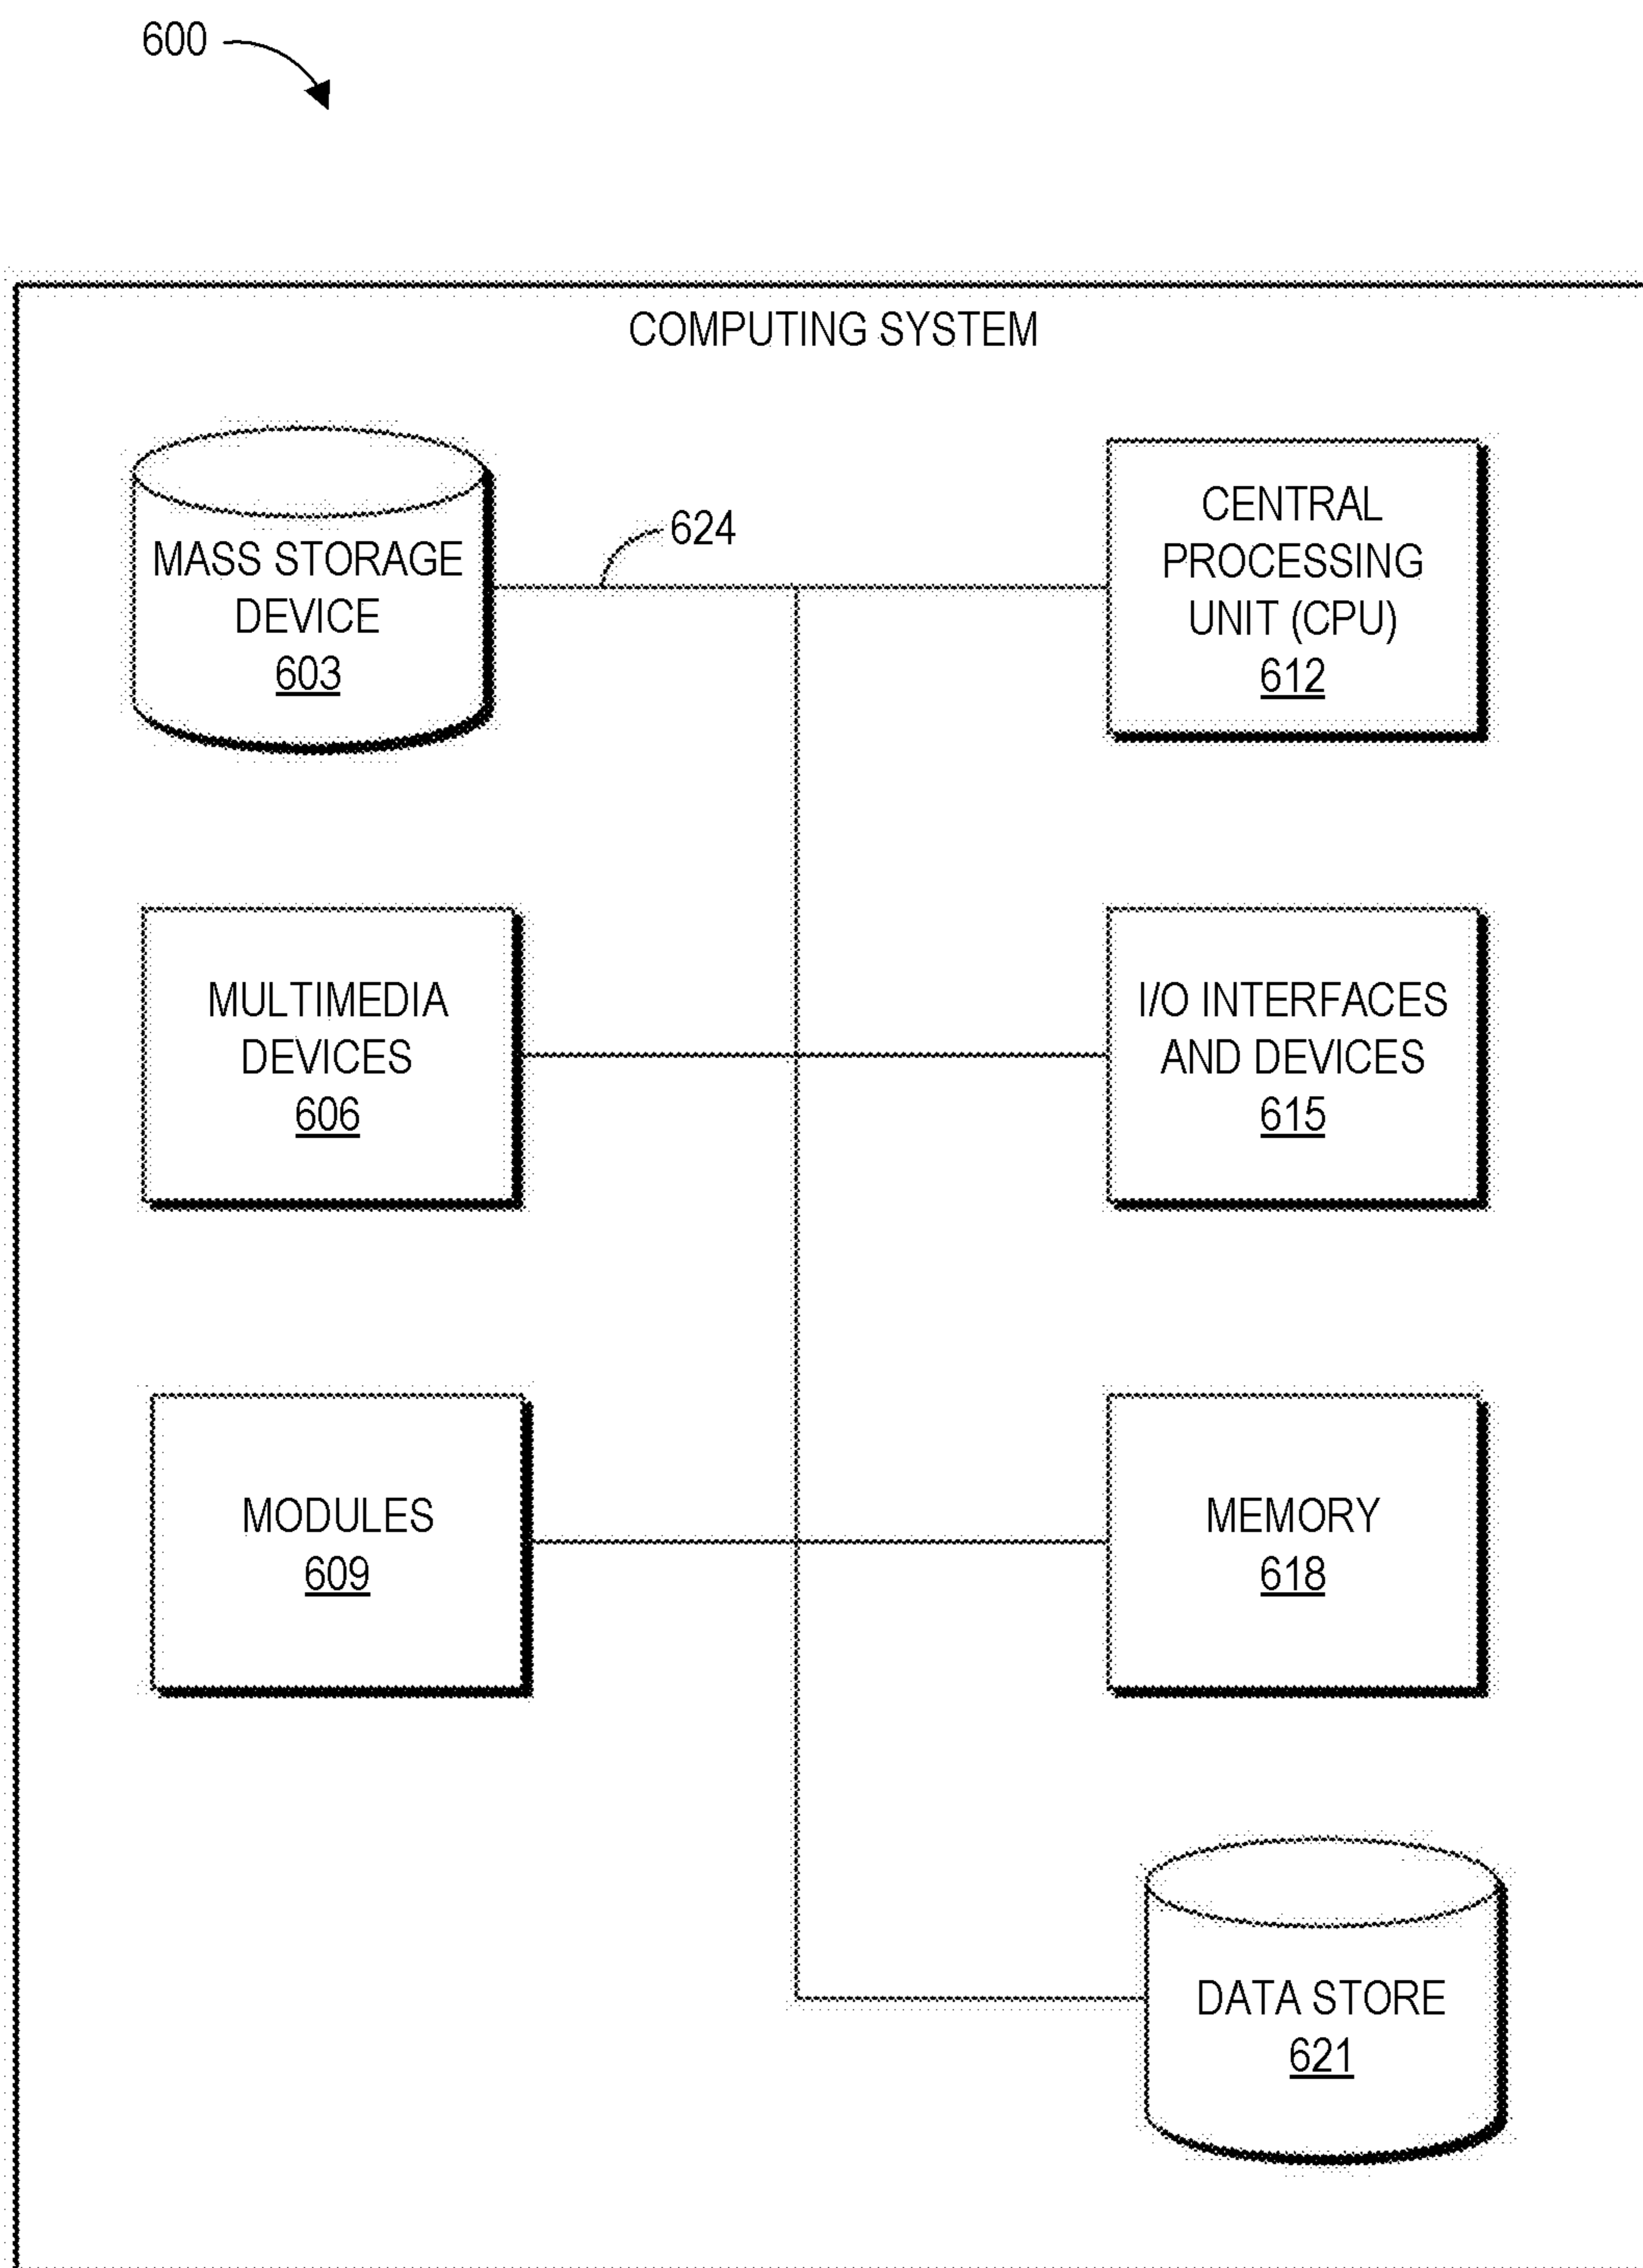 600
COMPUTING SYSTEM
MASS STORAGE
DEVICE
603
624
CENTRAL
PROCESSING
UNIT (CPU)
612
MULTIMEDIA
DEVICES
606
I/O INTERFACES
AND DEVICES
615
MODULES
609
MEMORY
618
DATA STORE
621